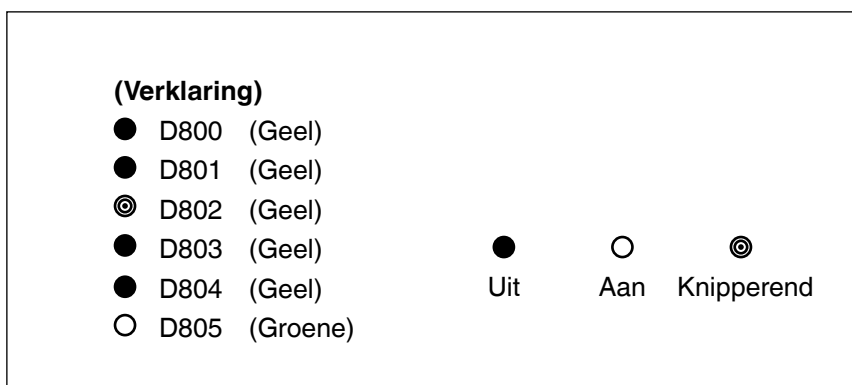 (Verklaring)
D800 (Geel)
D801 (Geel)
D802 (Geel)
D803 (Geel)
D804 (Geel)
D805 (Groene)
Uit Aan Knipperend